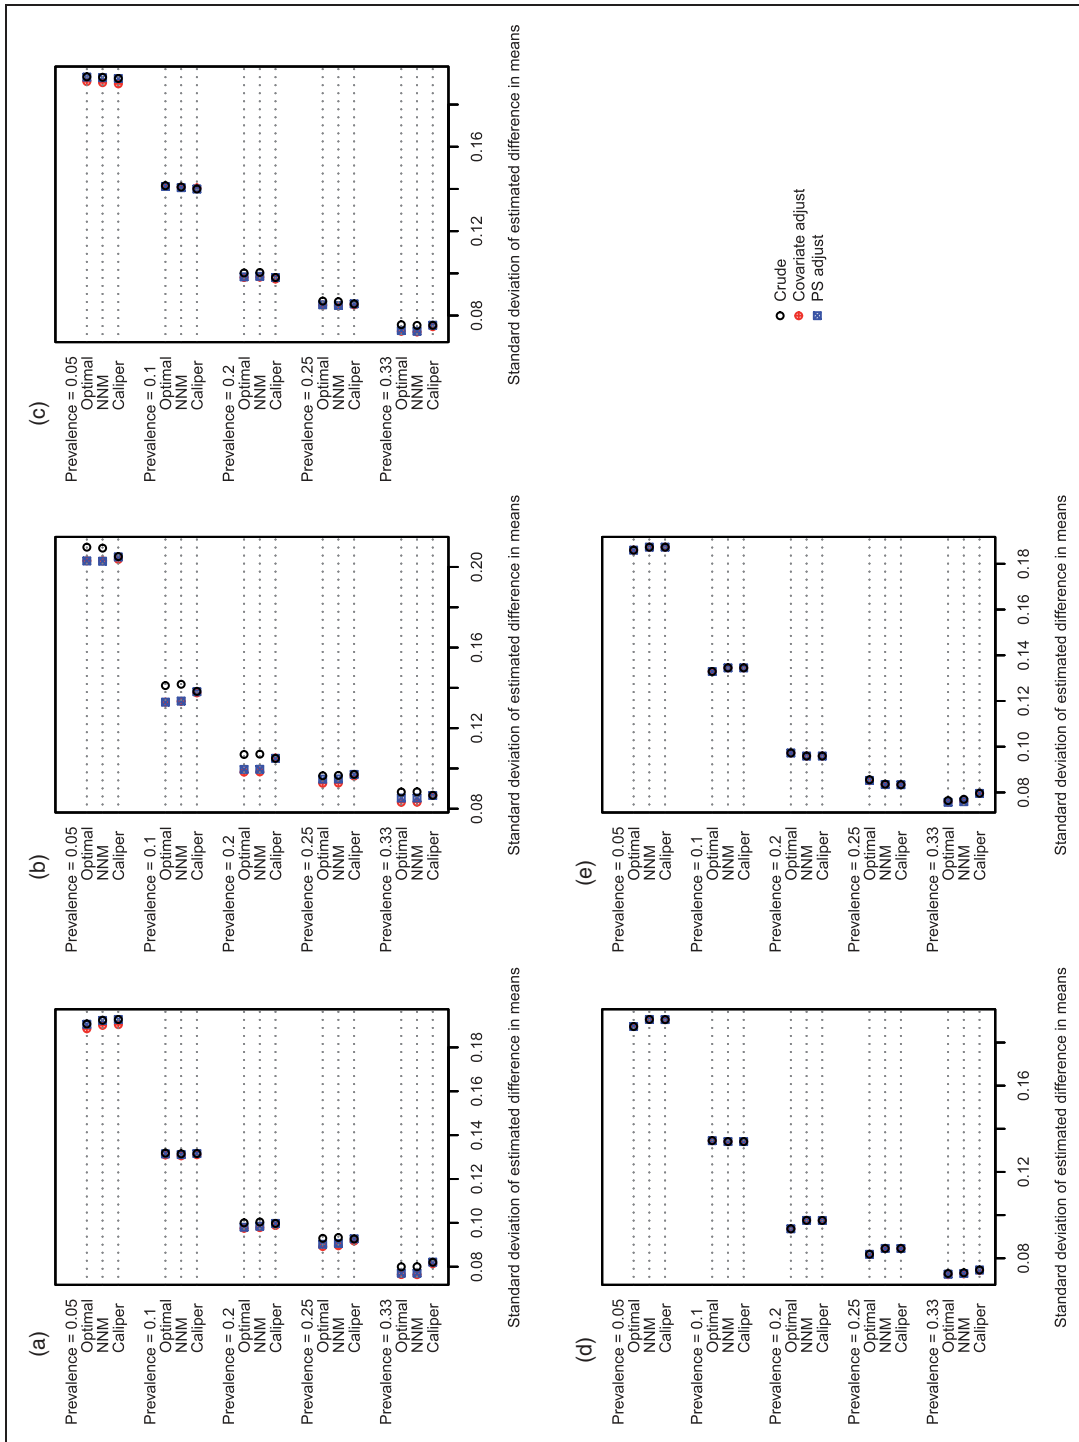 (a)
Prevalence = 0.05
Optimal
NNM
Caliper
Prevalence = 0.1
Optimal
NNM
Caliper
Prevalence = 0.2
Optimal
NNM
Caliper
Prevalence = 0.25
Optimal
NNM
Caliper
Prevalence = 0.33
Optimal
NNM
Caliper
0.08 0.10 0.12 0.14 0.16 0.18
Standard deviation of estimated difference in means
(b)
Prevalence = 0.05
Optimal
NNM
Caliper
Prevalence = 0.1
Optimal
NNM
Caliper
Prevalence = 0.2
Optimal
NNM
Caliper
Prevalence = 0.25
Optimal
NNM
Caliper
Prevalence = 0.33
Optimal
NNM
Caliper
0.08 0.12 0.16 0.20
Standard deviation of estimated difference in means
(c)
Prevalence = 0.05
Optimal
NNM
Caliper
Prevalence = 0.1
Optimal
NNM
Caliper
Prevalence = 0.2
Optimal
NNM
Caliper
Prevalence = 0.25
Optimal
NNM
Caliper
Prevalence = 0.33
Optimal
NNM
Caliper
0.08 0.12 0.16
Standard deviation of estimated difference in means
(d)
Prevalence = 0.05
Optimal
NNM
Caliper
Prevalence = 0.1
Optimal
NNM
Caliper
Prevalence = 0.2
Optimal
NNM
Caliper
Prevalence = 0.25
Optimal
NNM
Caliper
Prevalence = 0.33
Optimal
NNM
Caliper
0.08 0.12 0.16
Standard deviation of estimated difference in means
(e)
Prevalence = 0.05
Optimal
NNM
Caliper
Prevalence = 0.1
Optimal
NNM
Caliper
Prevalence = 0.2
Optimal
NNM
Caliper
Prevalence = 0.25
Optimal
NNM
Caliper
Prevalence = 0.33
Optimal
NNM
Caliper
0.08 0.10 0.12 0.14 0.16 0.18
Standard deviation of estimated difference in means
Crude
Covariate adjust
PS adjust